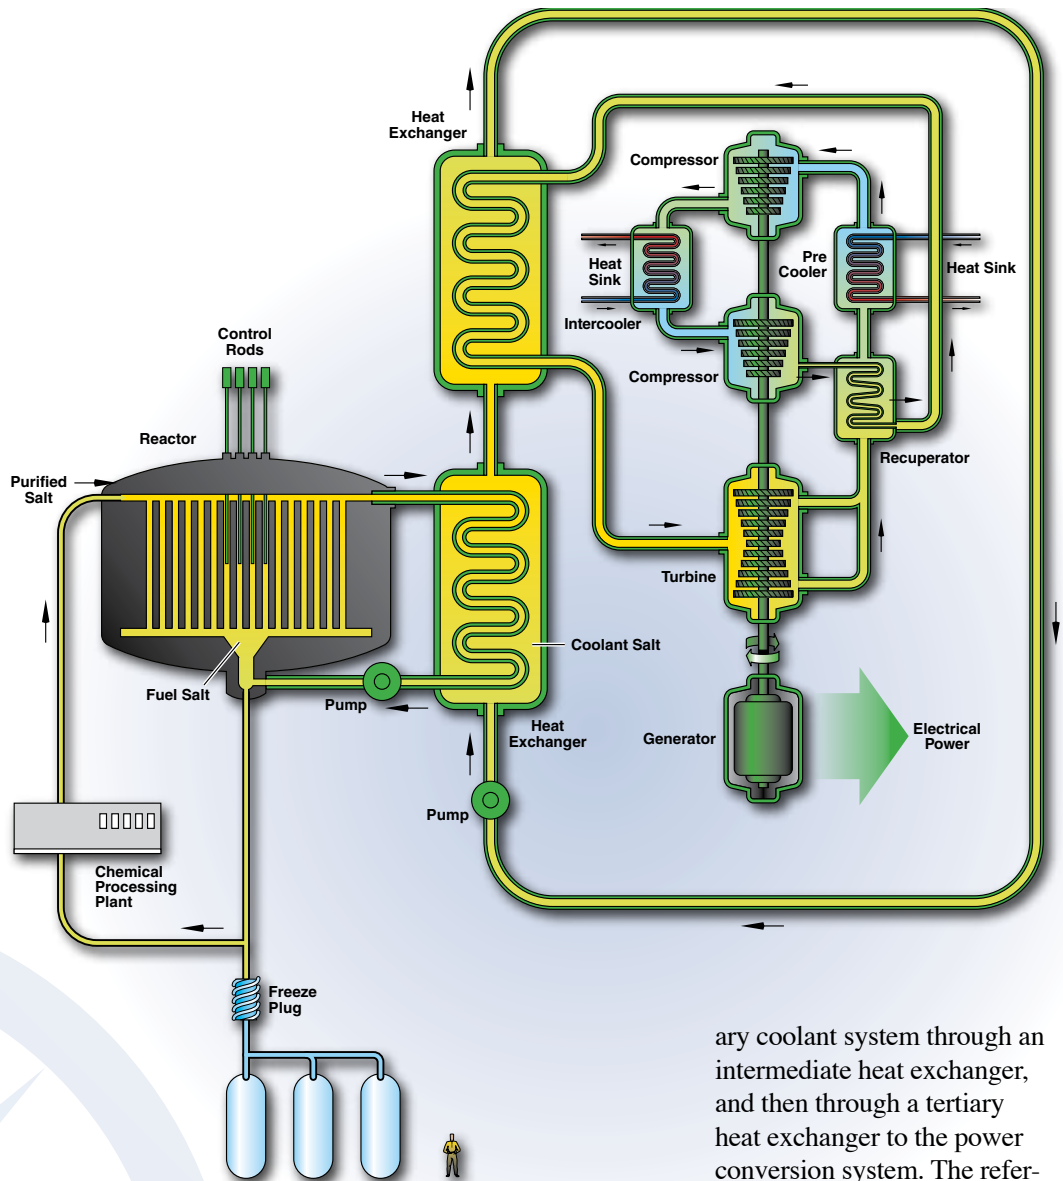 Heat
Exchanger
Compressor
Heat
Sink
Pre
Cooler
Heat Sink
Intercooler
Control
Rods
Compressor
Reactor
Recuperator
Purified
Salt
Turbine
Coolant Salt
Fuel Salt
Pump
Heat
Exchanger
Generator
Electrical
Power
Pump
Chemical
Processing
Plant
Freeze
Plug
ary coolant system through an
intermediate heat exchanger,
and then through a tertiary
heat exchanger to the power
conversion system. The refer-